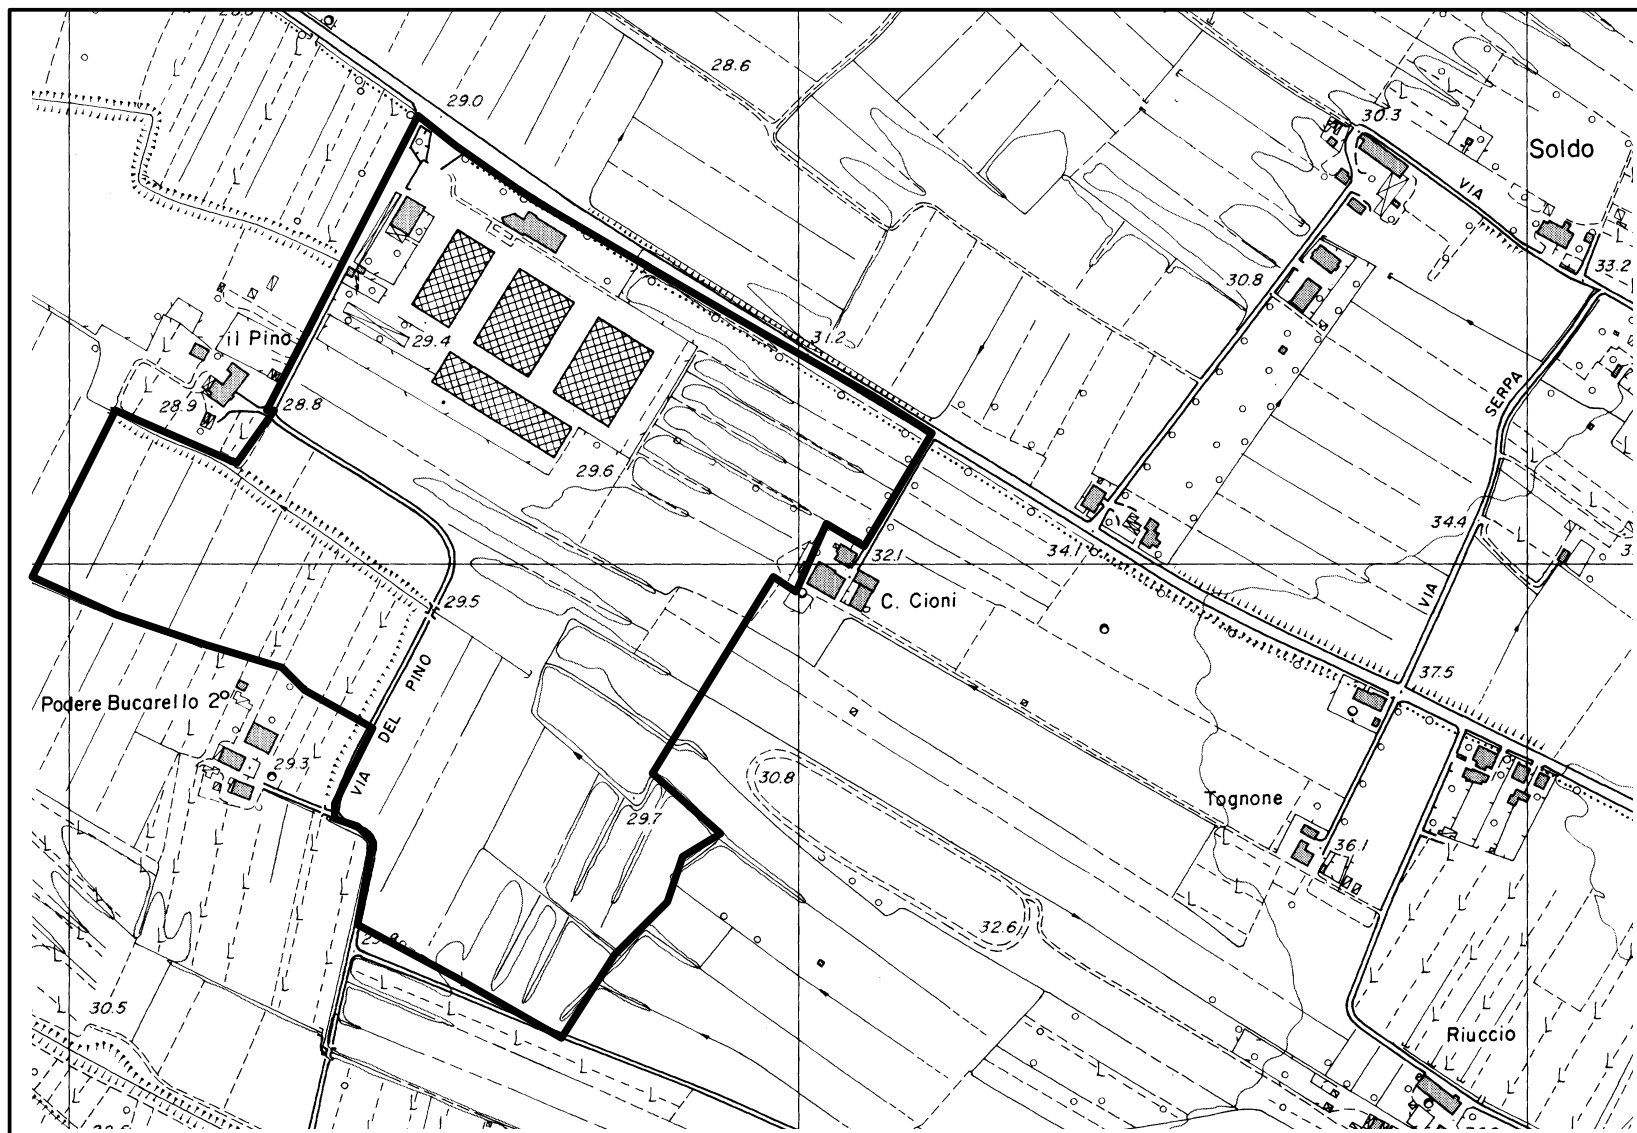 28.6
29.0
30.3
Soldo
VIA
33.2
30.8
31.2
il Pino
29.4
28.9
28.8
SERPA
29.6
34.4
32.1
34.1
C. Cioni
29.5
VIA
37.5
PINO
DEL
VIA
Podere Bucarello 2º
29.3
30.8
Tognone
29.7
36.1
32.6
30.5
Riuccio